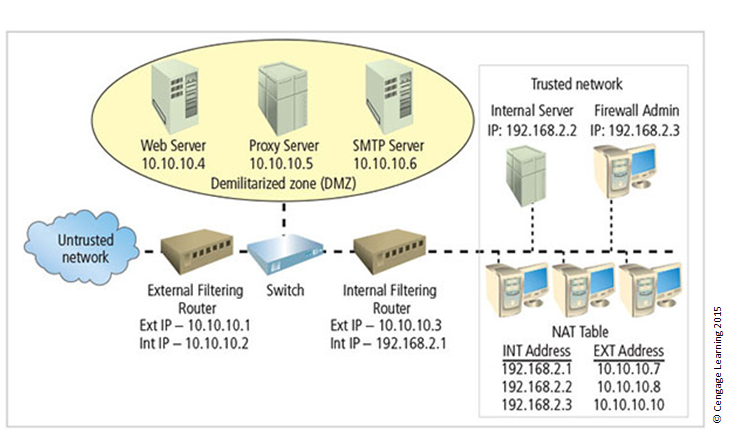 Web Server
10.10.10.4
Proxy Server
10.10.10.5
SMTP Server
10.10.10.6
Demilitarized zone (DMZ)
Trusted network
Internal Server
IP: 192.168.2.2
Firewall Admin
IP: 192.168.2.3
Untrusted
network
External Filtering
Router
Ext IP – 10.10.10.1
Int IP – 10.10.10.2
Switch
Internal Filtering
Router
Ext IP – 10.10.10.3
Int IP – 192.168.2.1
NAT Table
INT Address EXT Address
192.168.2.1 10.10.10.7
192.168.2.2 10.10.10.8
192.168.2.3 10.10.10.10
© Cengage Learning 2015